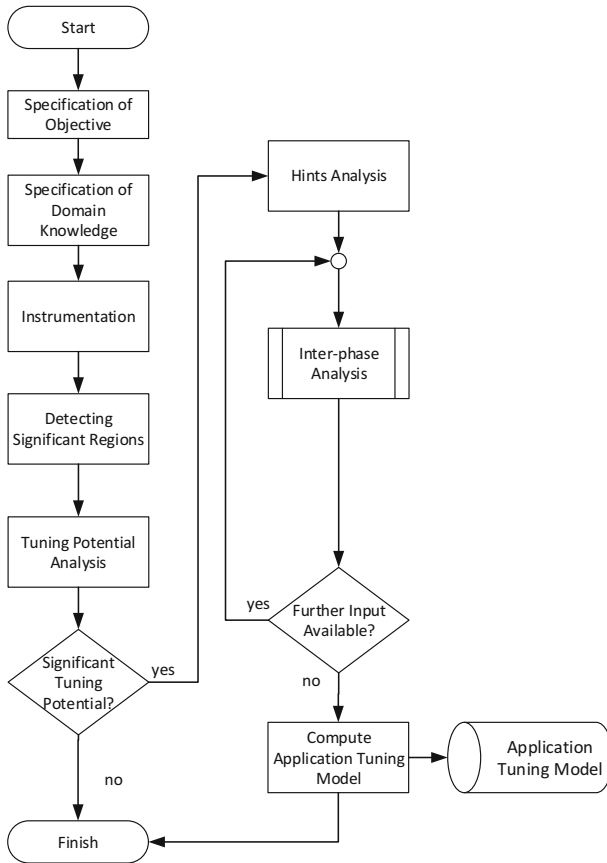 Start
Specification of
Objective
Specification of
Domain
Knowledge
Instrumentation
Detecting
Significant Regions
Tuning Potential
Analysis
Significant
Tuning
Potential?
yes
no
Finish
Hints Analysis
Inter-phase
Analysis
Further Input
Available?
yes
no
Compute
Application Tuning
Model
Application
Tuning Model